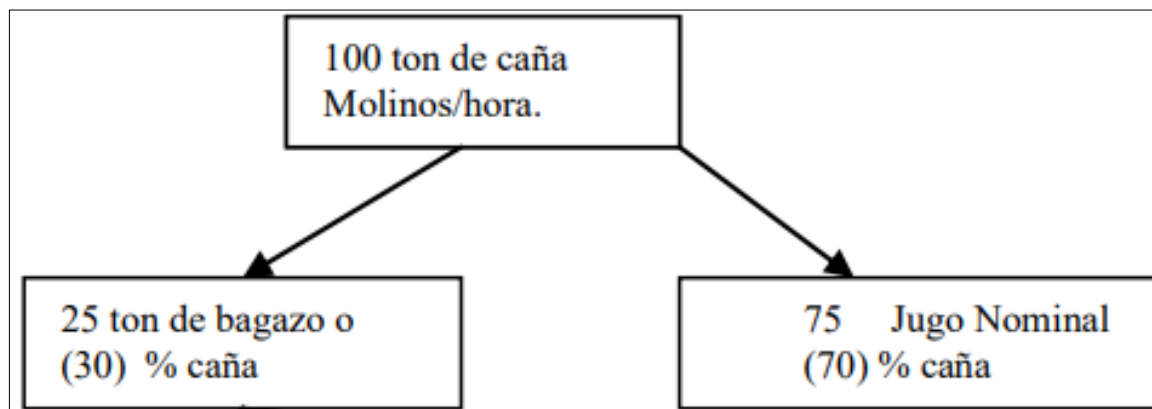 100 ton de caña
Molinos/hora.
25 ton de bagazo o
(30) % caña
75 Jugo Nominal
(70) % caña